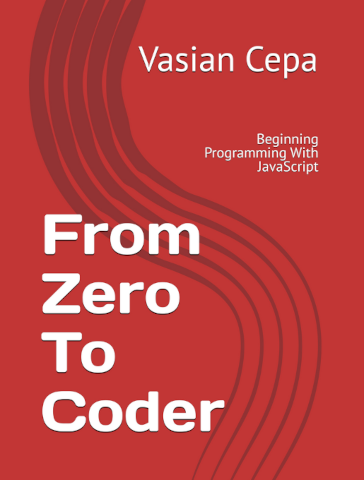 Vasian Cepa
Beginning
Programming With
JavaScript
From
Zero
To
Coder